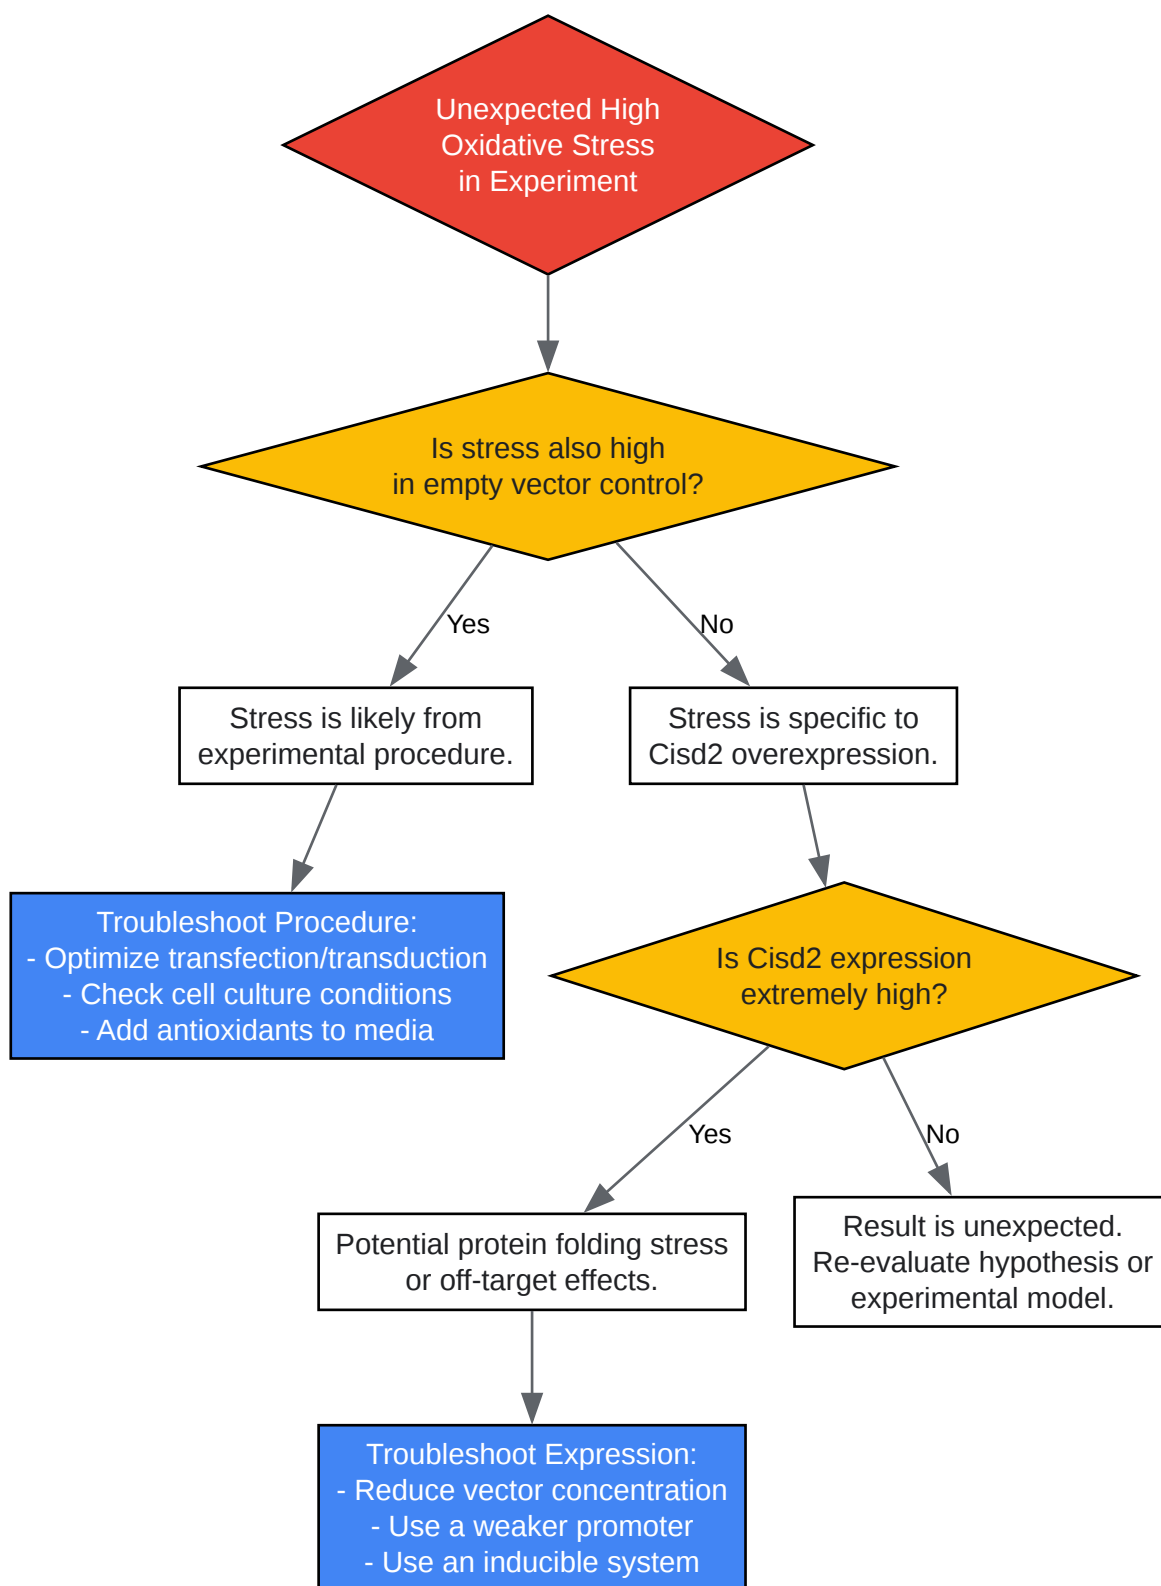 Unexpected High
Oxidative Stress
in Experiment
Is stress also high
in empty vector control?
Yes
No
Stress is likely from
experimental procedure.
Stress is specific to
Cisd2 overexpression.
Troubleshoot Procedure:
- Optimize transfection/transduction
- Check cell culture conditions
- Add antioxidants to media
Is Cisd2 expression
extremely high?
Yes
No
Potential protein folding stress
or off-target effects.
Result is unexpected.
Re-evaluate hypothesis or
experimental model.
Troubleshoot Expression:
- Reduce vector concentration
- Use a weaker promoter
- Use an inducible system